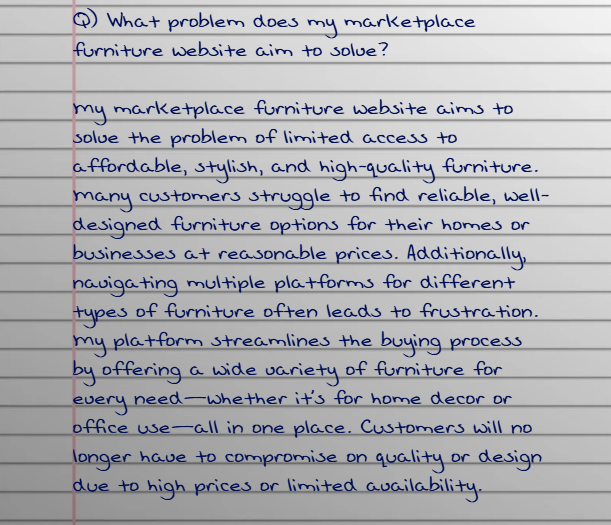 Q) What problem does my marketplace
furniture website aim to solve?
My marketplace furniture website aims to
solve the problem of limited access to
affordable, stylish, and high-quality furniture.
Many customers struggle to find reliable, well-
designed furniture options for their homes or
businesses at reasonable prices. Additionally,
navigating multiple platforms for different
types of furniture often leads to frustration.
My platform streamlines the buying process
by offering a wide variety of furniture for
every need—whether it's for home decor or
office use—all in one place. Customers will no
longer have to compromise on quality or design
due to high prices or limited availability.